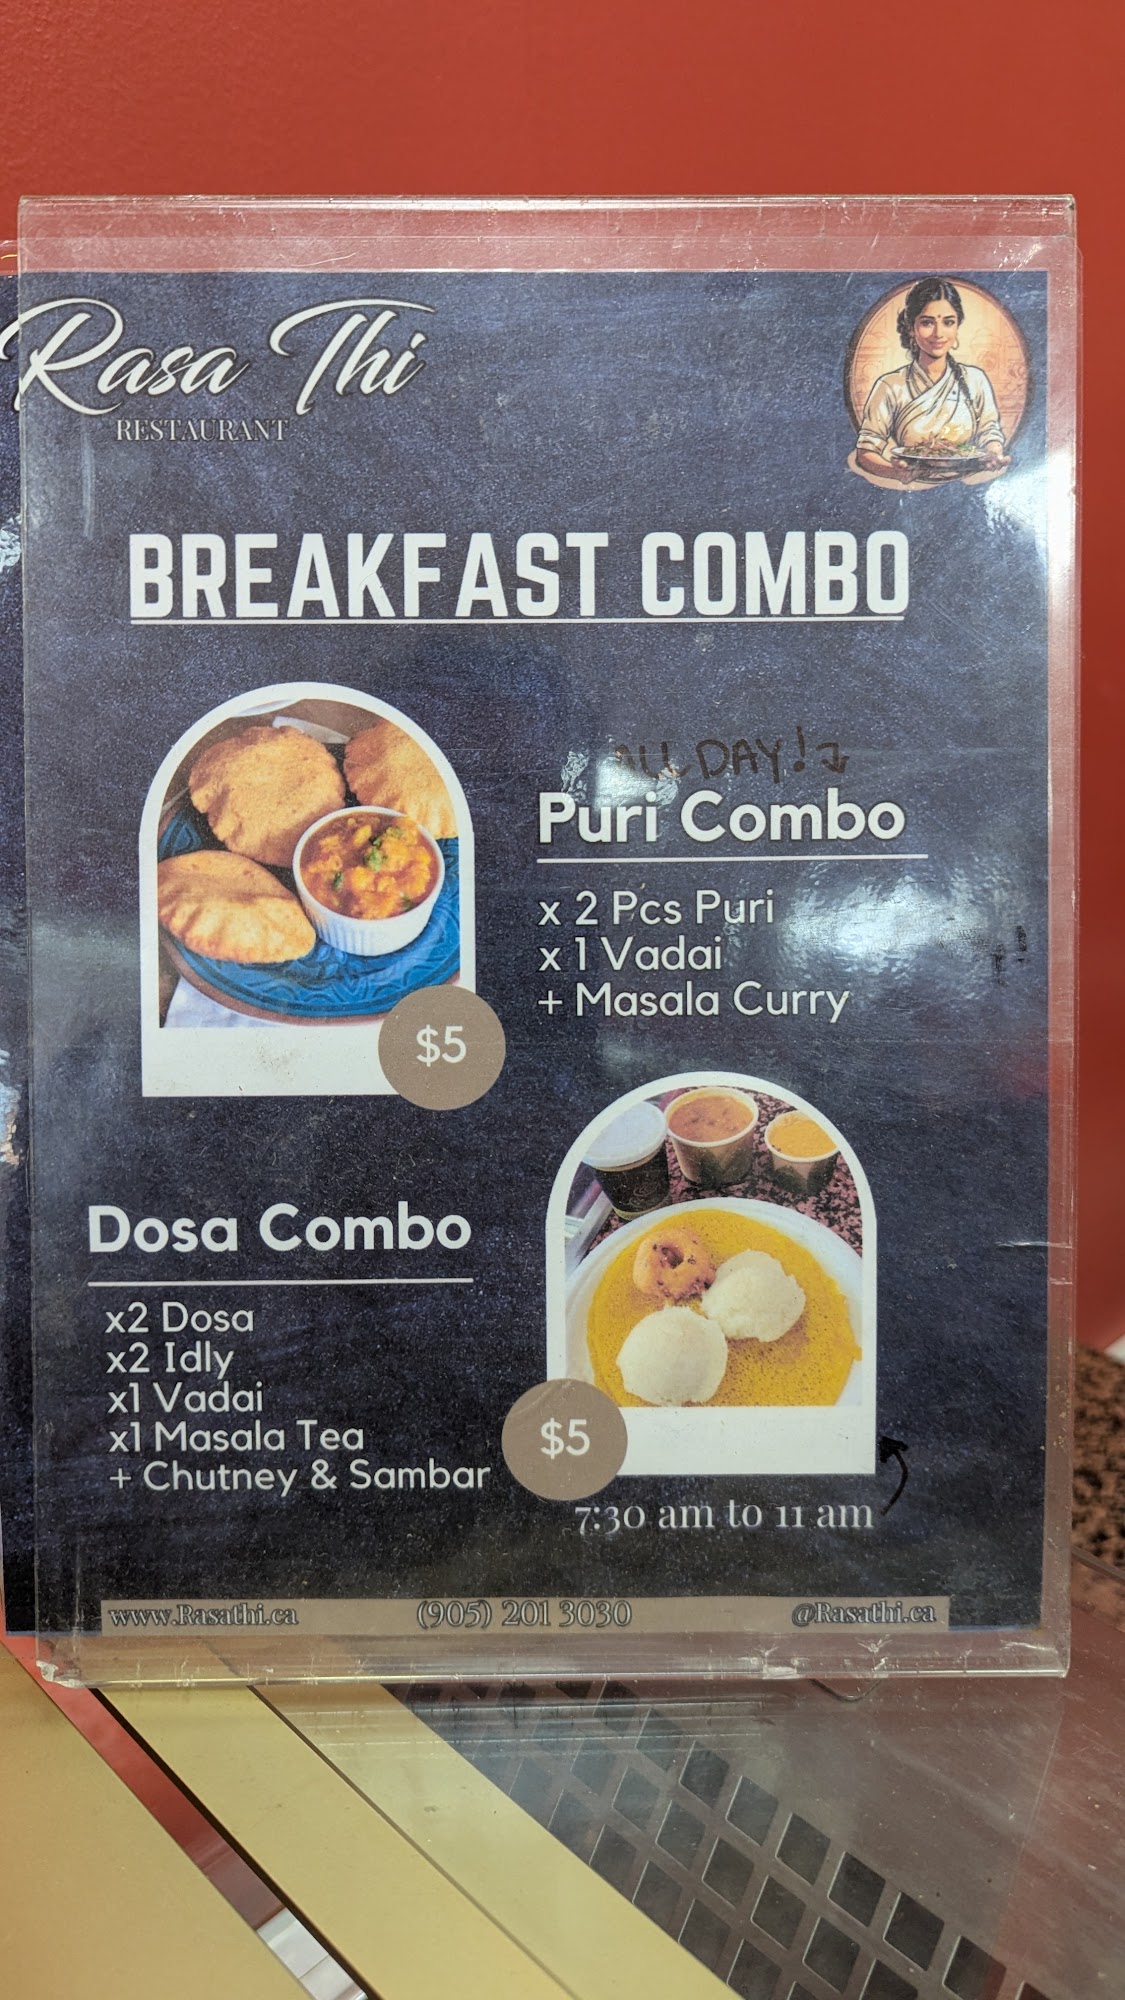 Rasa Thi
RESTAURANT
BREAKFAST COMBO
ALL DAY!
Puri Combo
x 2 Pcs Puri
x 1 Vadai
+ Masala Curry
$5
Dosa Combo
x2 Dosa
x2 Idly
x1 Vadai
x1 Masala Tea
+ Chutney & Sambar
$5
7:30 am to 11 am
www.Rasathi.ca (905) 201 3030 @Rasathi.ca